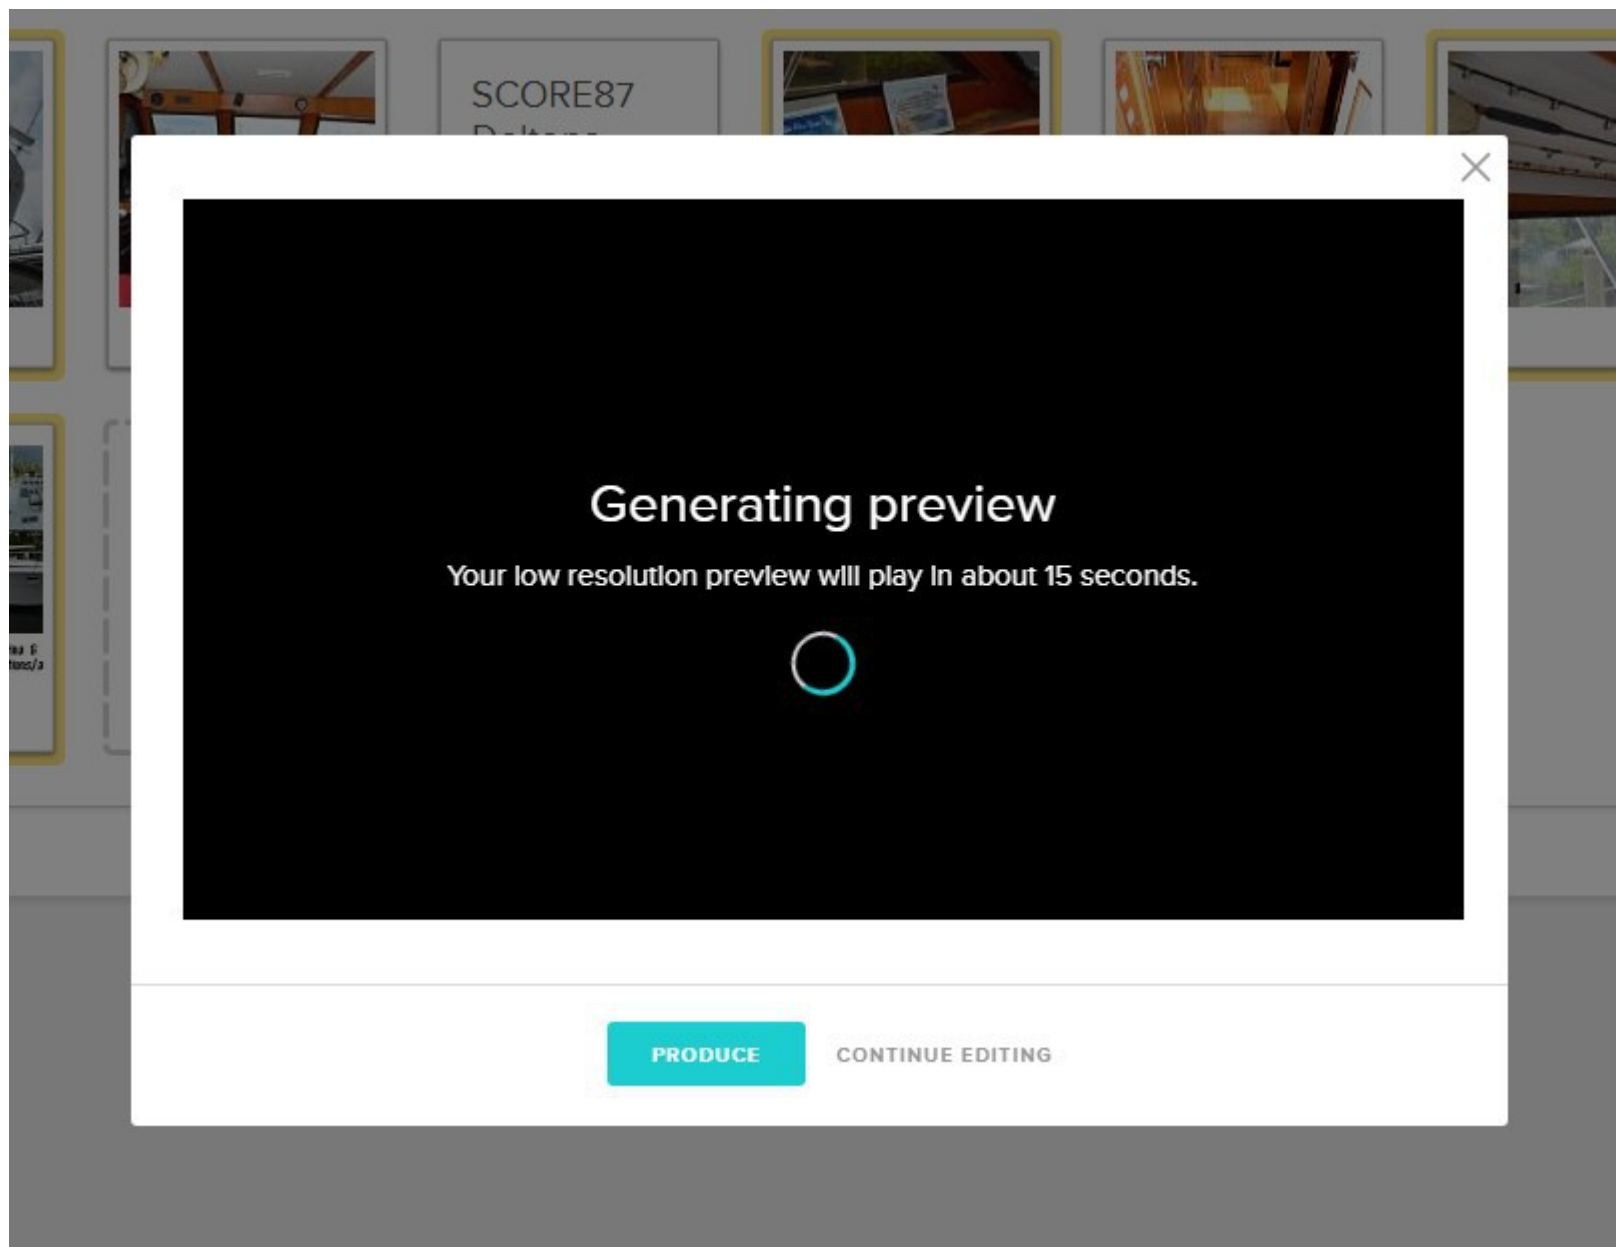 SCORE87
Generating preview
Your low resolution preview will play in about 15 seconds.
PRODUCE
CONTINUE EDITING